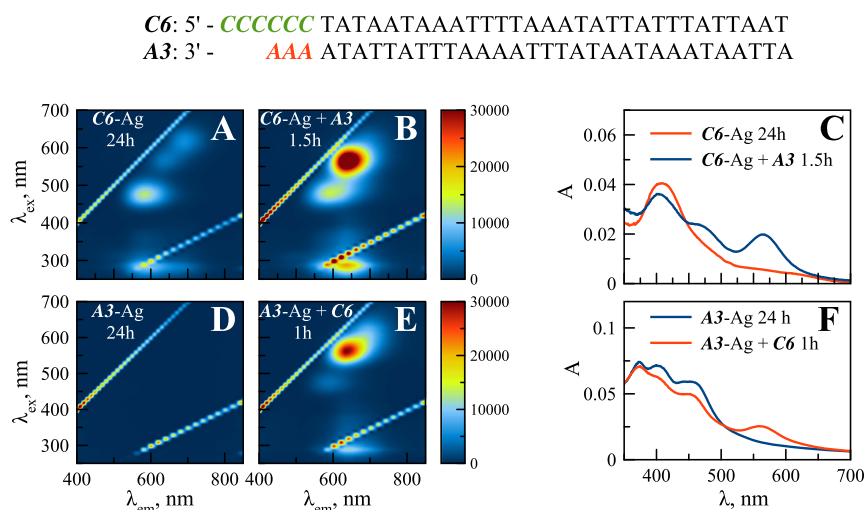 C6: 5' - CCCCCC TATAATAAATTTTAAATATTATTTATTAAT
A3: 3' - AAA ATATTATTTAAAATTTATAATAAATAATTA
700
600
500
400
300
λex, nm
C6-Ag
24h
A
C6-Ag + A3
1.5h
B
30000
20000
10000
0
0.06
0.04
0.02
0
A
C6-Ag 24h
C6-Ag + A3 1.5h
C
700
600
500
400
300
λex, nm
A3-Ag
24h
D
A3-Ag + C6
1h
E
30000
20000
10000
0
0.1
0.05
0
A
A3-Ag 24 h
A3-Ag + C6 1h
F
400 600 800
400 600 800
400 500 600 700
λem, nm
λem, nm
λ, nm